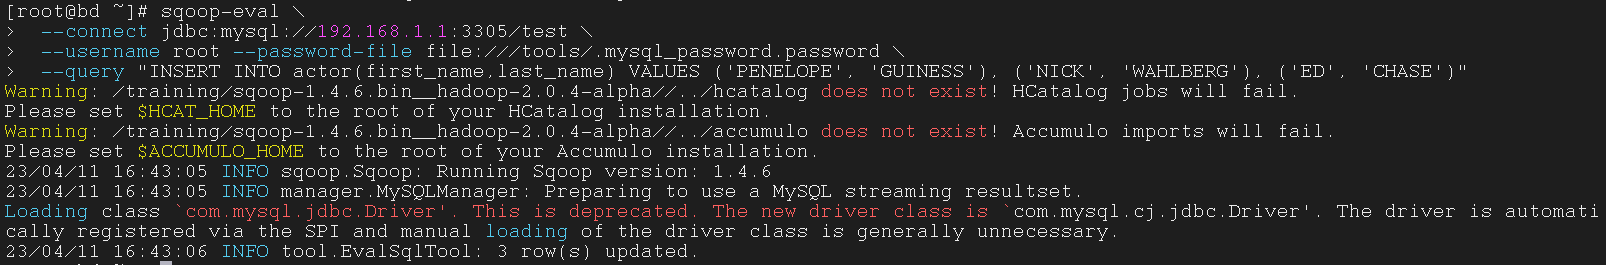 [root@bd ~]# sqoop-eval \
>  --connect jdbc:mysql://192.168.1.1:3305/test \
>  --username root --password-file file:///tools/.mysql_password.password \
>  --query "INSERT INTO actor(first_name,last_name) VALUES ('PENELOPE', 'GUINESS'), ('NICK', 'WAHLBERG'), ('ED', 'CHASE')"
Warning: /training/sqoop-1.4.6.bin__hadoop-2.0.4-alpha//../hcatalog does not exist! HCatalog jobs will fail.
Please set $HCAT_HOME to the root of your HCatalog installation.
Warning: /training/sqoop-1.4.6.bin__hadoop-2.0.4-alpha//../accumulo does not exist! Accumulo imports will fail.
Please set $ACCUMULO_HOME to the root of your Accumulo installation.
23/04/11 16:43:05 INFO sqoop.Sqoop: Running Sqoop version: 1.4.6
23/04/11 16:43:05 INFO manager.MySQLManager: Preparing to use a MySQL streaming resultset.
Loading class `com.mysql.jdbc.Driver'. This is deprecated. The new driver class is `com.mysql.cj.jdbc.Driver'. The driver is automati
cally registered via the SPI and manual loading of the driver class is generally unnecessary.
23/04/11 16:43:06 INFO tool.EvalSqlTool: 3 row(s) updated.